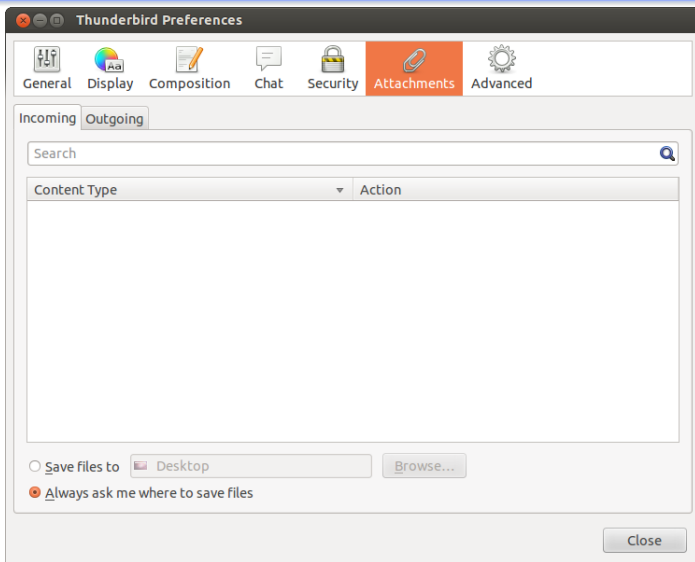 Thunderbird Preferences
General Display Composition Chat Security Attachments Advanced
Incoming Outgoing
Search
Content Type Action
Save files to Desktop Browse...
Always ask me where to save files
Close